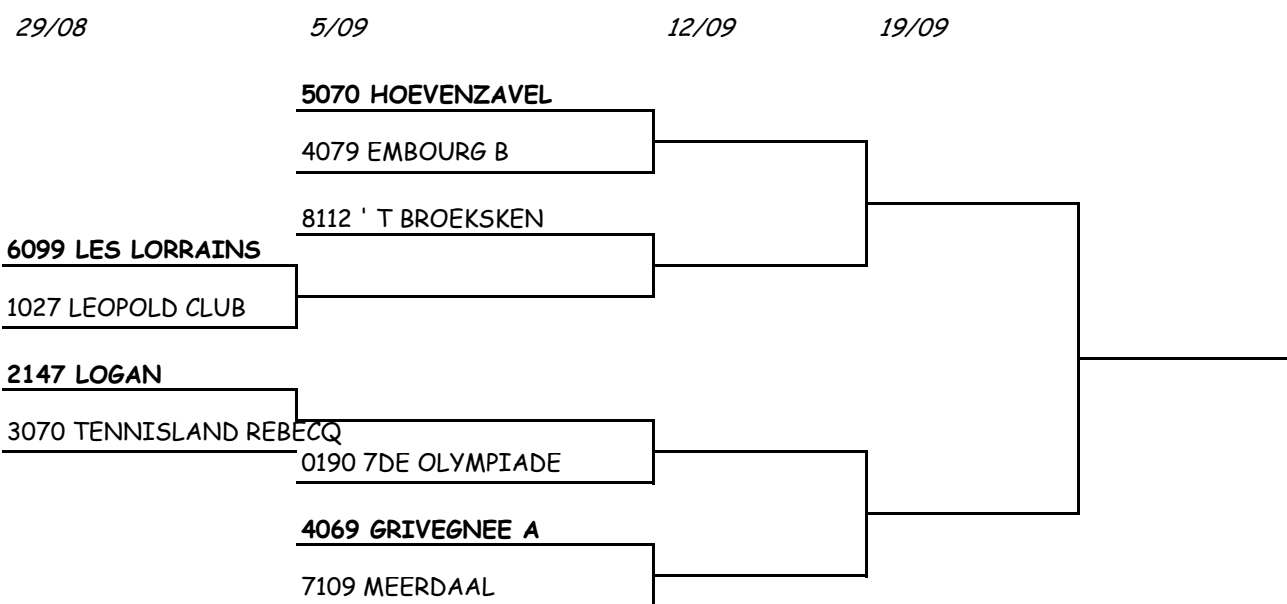 29/08 5/09 12/09 19/09
5070 HOEVENZAVEL
4079 EMBOURG B
8112 ' T BROEKSKEN
6099 LES LORRAINS
1027 LEOPOLD CLUB
2147 LOGAN
3070 TENNISLAND REBECQ
0190 7DE OLYMPIADE
4069 GRIVEGNEE A
7109 MEERDAAL